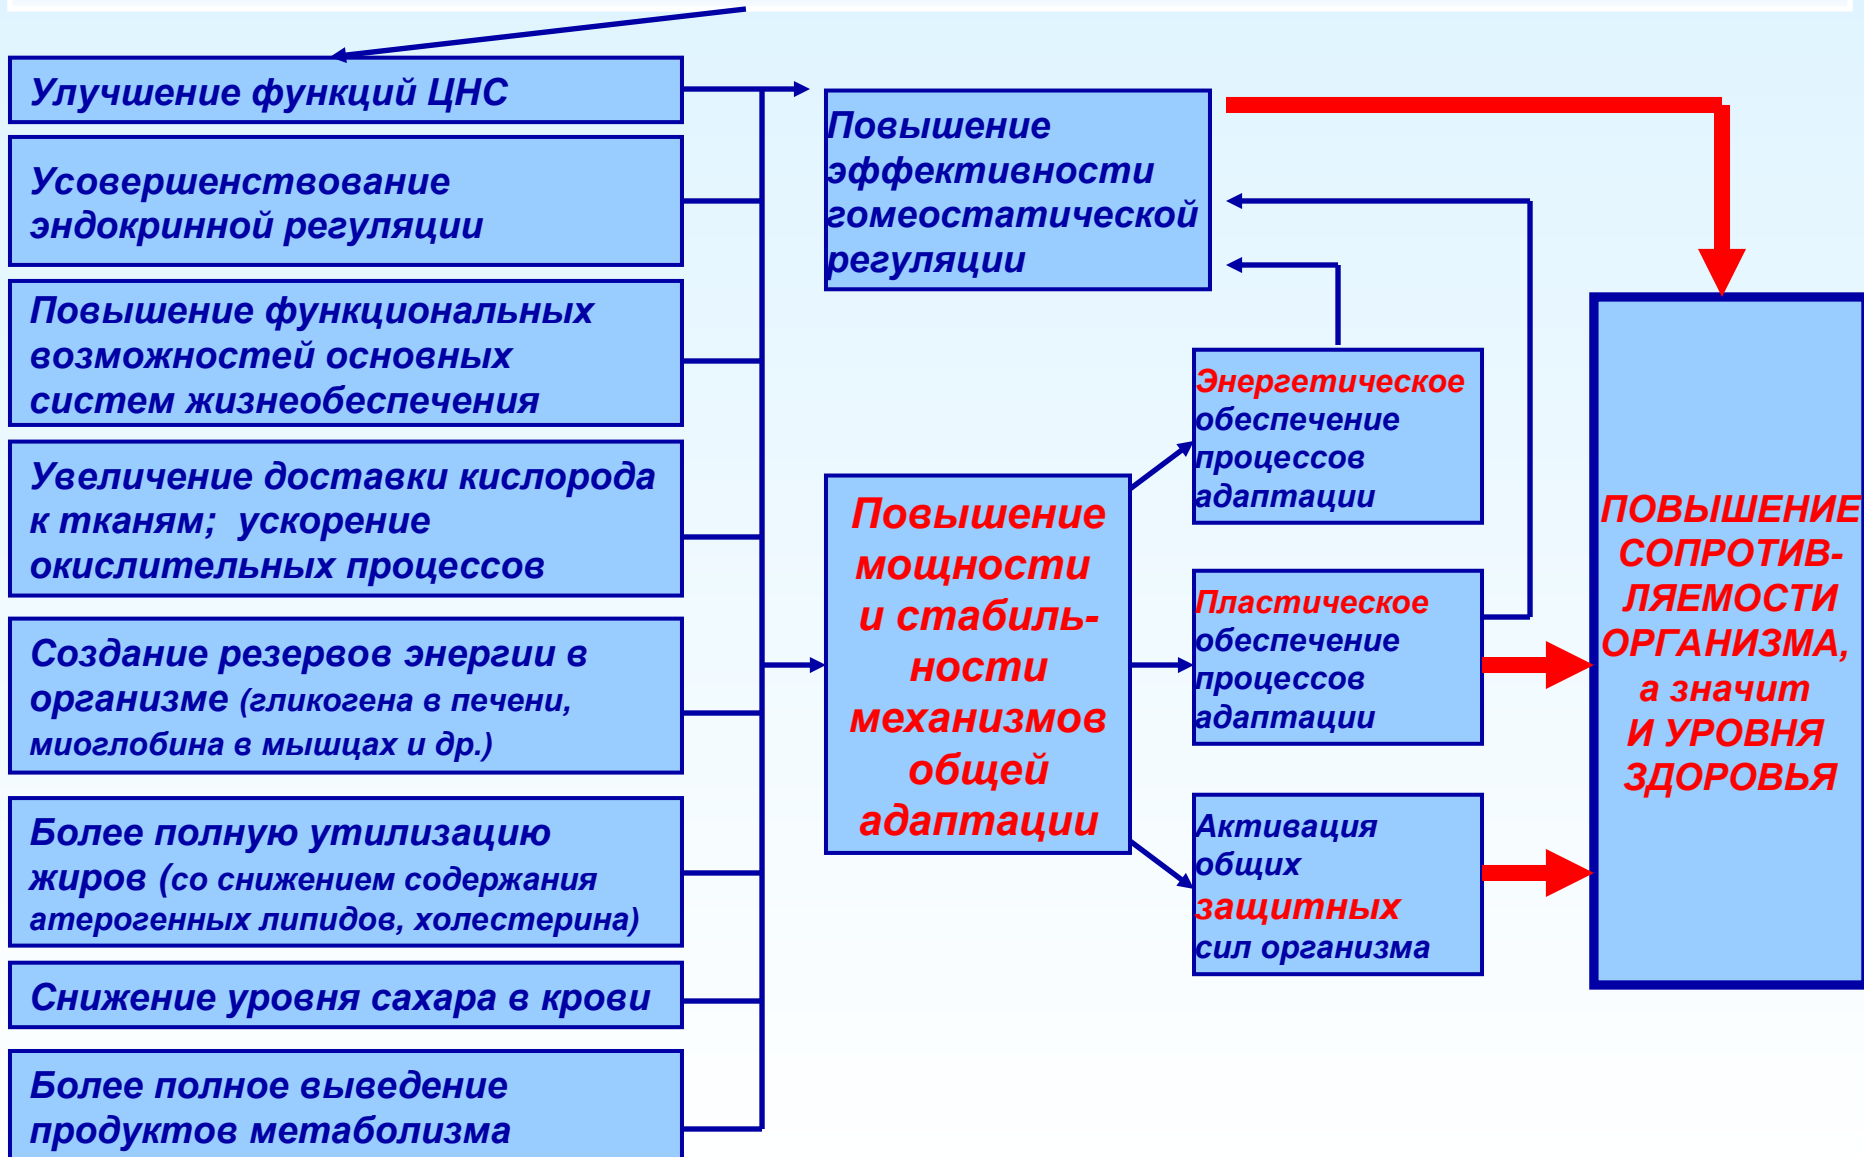 Улучшение функций ЦНС
Усовершенствование
эндокринной регуляции
Повышение функциональных
возможностей основных
систем жизнеобеспечения
Увеличение доставки кислорода
к тканям; ускорение
окислительных процессов
Создание резервов энергии в
организме (гликогена в печени,
миоглобина в мышцах и др.)
Более полную утилизацию
жиров (со снижением содержания
атерогенных липидов, холестерина)
Снижение уровня сахара в крови
Более полное выведение
продуктов метаболизма
Повышение
эффективности
гомеостатической
регуляции
Повышение
мощности
и стабиль-
ности
механизмов
общей
адаптации
Энергетическое
обеспечение
процессов
адаптации
Пластическое
обеспечение
процессов
адаптации
Активация
общих
защитных
сил организма
ПОВЫШЕНИЕ
СОПРОТИВ-
ЛЯЕМОСТИ
ОРГАНИЗМА,
а значит
И УРОВНЯ
ЗДОРОВЬЯ